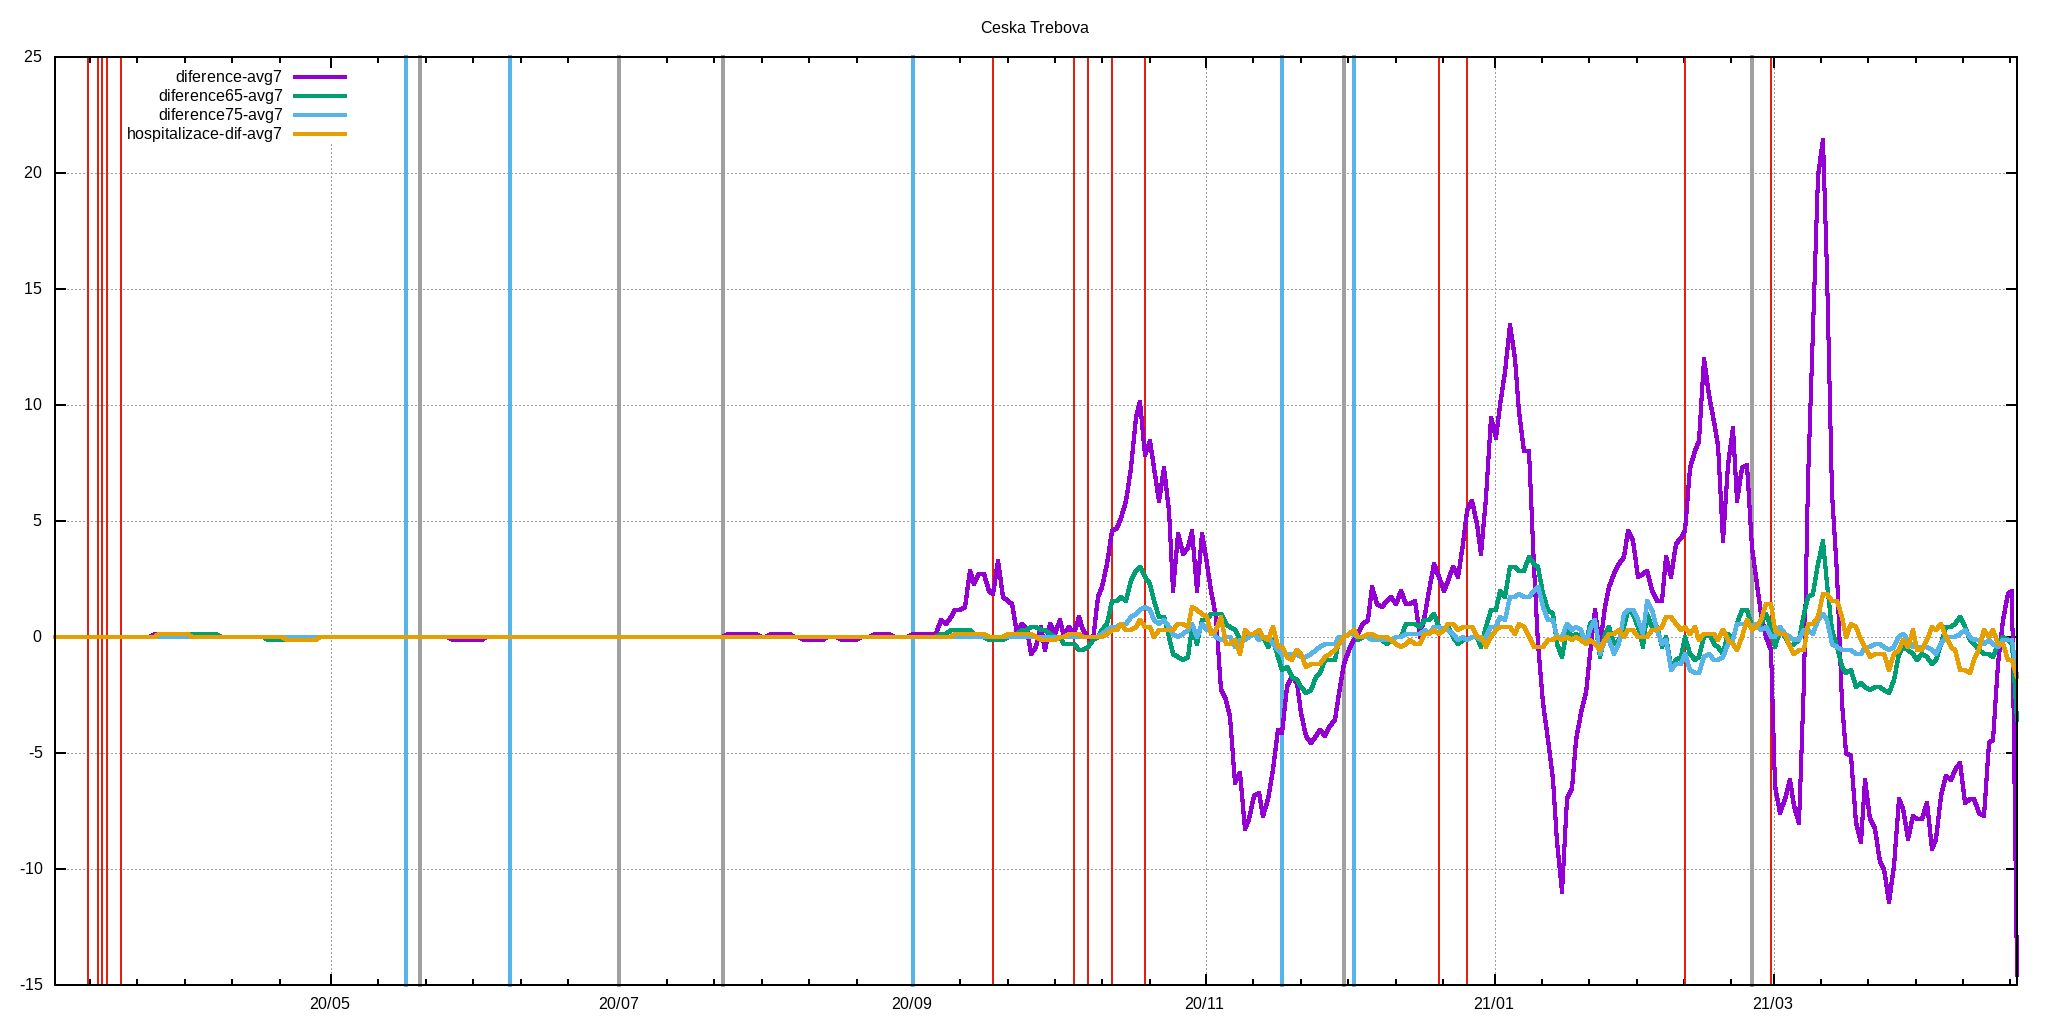 Ceska Trebova
25
20
15
10
5
0
-5
-10
-15
diference-avg7
diference65-avg7
diference75-avg7
hospitalizace-dif-avg7
20/05 20/07 20/09 20/11 21/01 21/03